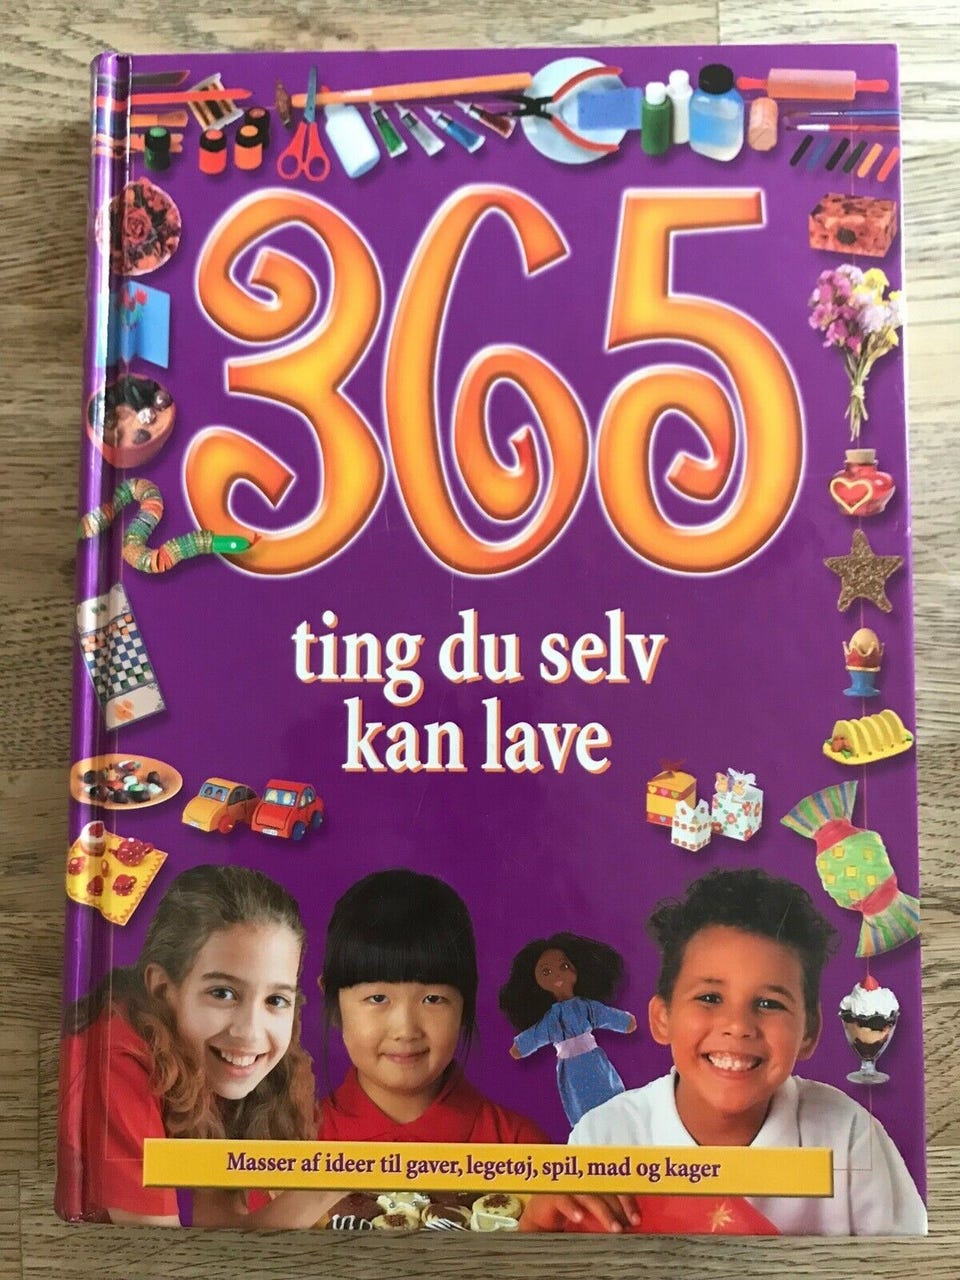 365
ting du selv
kan lave
Masser af ideer til gaver, legetøj, spil, mad og kager